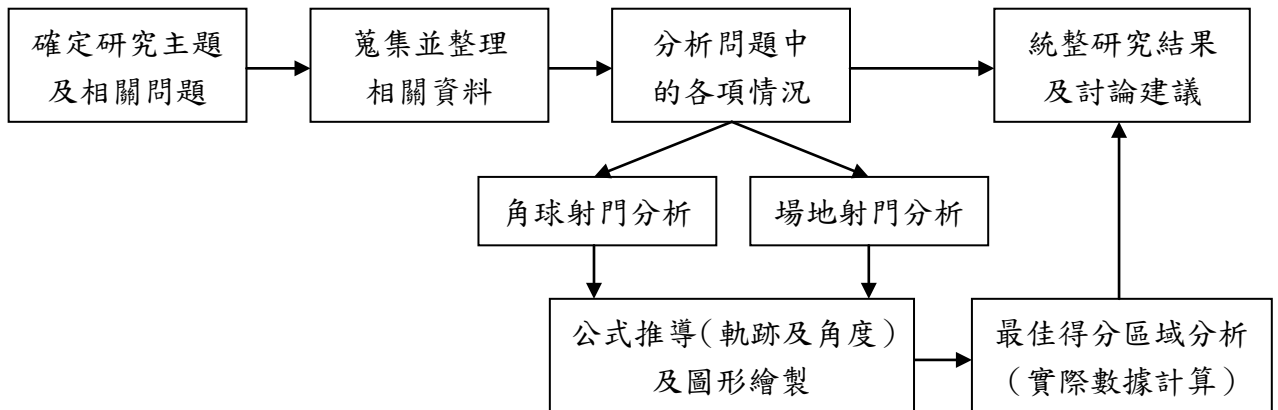 確定研究主題
及相關問題
蒐集並整理
相關資料
分析問題中
的各項情況
統整研究結果
及討論建議
角球射門分析
場地射門分析
公式推導（軌跡及角度）
及圖形繪製
最佳得分區域分析
（實際數據計算）